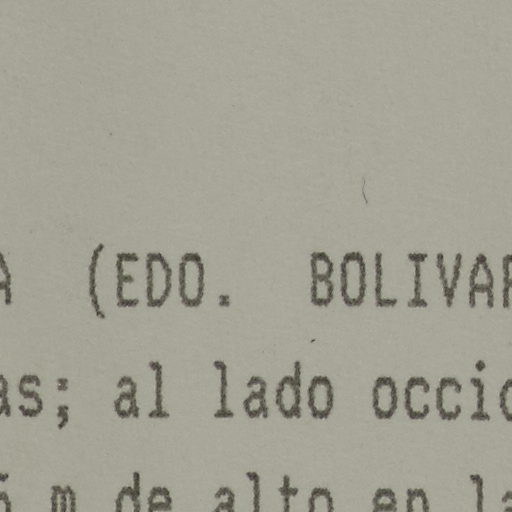 A (EDO. BOLIVAR
as; al lado occid
m de alto en la